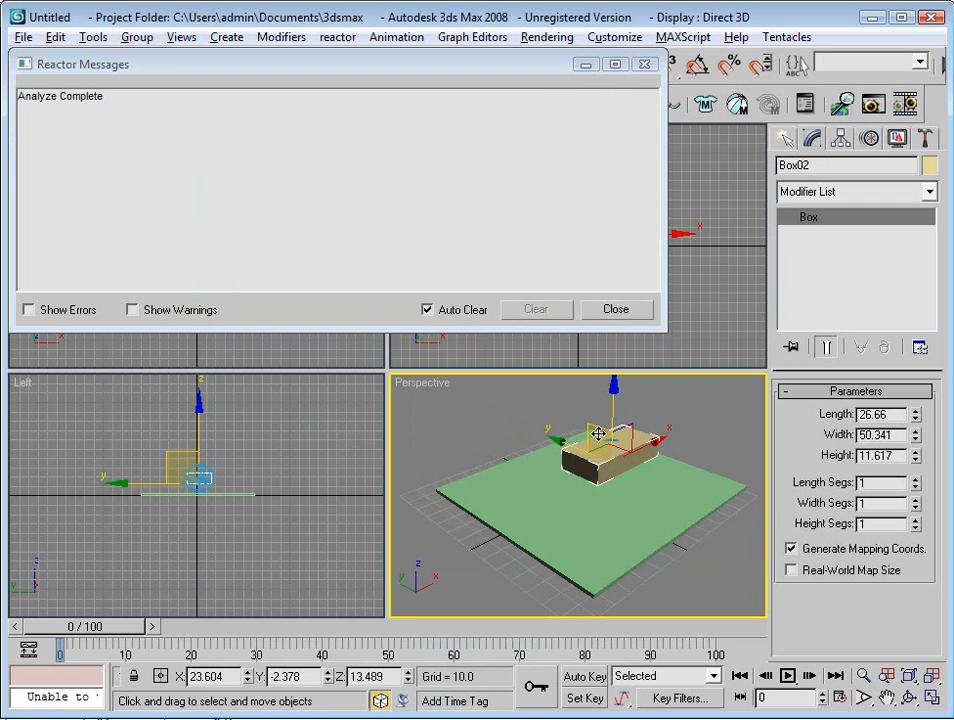 Untitled - Project Folder: C:\Users\admin\Documents\3dsmax - Autodesk 3ds Max 2008 - Unregistered Version - Display : Direct 3D
File Edit Tools Group Views Create Modifiers reactor Animation Graph Editors Rendering Customize MAXScript Help Tentacles
Reactor Messages
3 % {} ABC
Analyze Complete
M M
Box02
Modifier List
Box
x
Show Errors Show Warnings Auto Clear Clear Close
x x
Left Perspective
z
Parameters
Length: 26.66
y x
Width: 50.341
Height: 11.617
y
Length Segs: 1
Width Segs: 1
Height Segs: 1
Generate Mapping Coords.
z z
Real-World Map Size
y y x
< 0 / 100 >
0 10 20 30 40 50 60 70 80 90 100
X: 23.604 Y: -2.378 Z: 13.489 Grid = 10.0 Auto Key Selected
Unable to Click and drag to select and move objects Add Time Tag Set Key Key Filters... 0